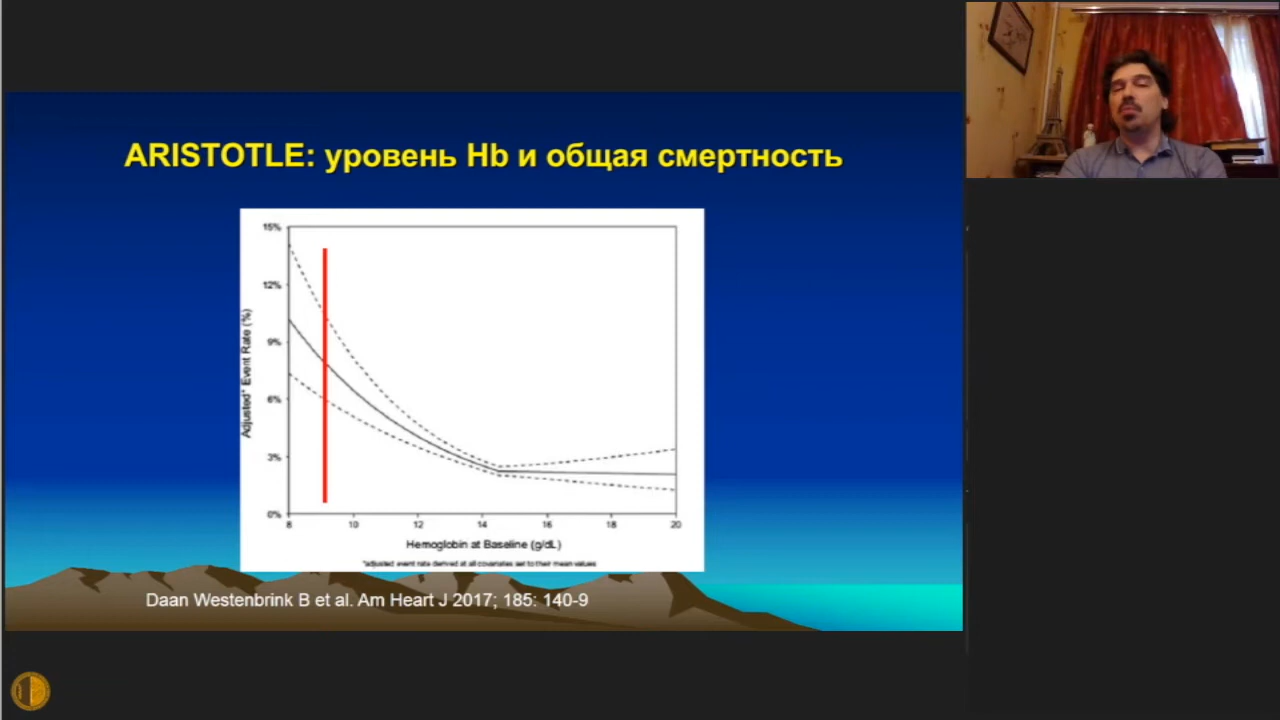 ARISTOTLE: уровень Hb и общая смертность
15%
12%
9%
6%
3%
0%
Adjusted* Event Rate (%)
8 10 12 14 16 18 20
Hemoglobin at Baseline (g/dL)
*adjusted event rate derived at all covariates set to their mean values
Daan Westenbrink B et al. Am Heart J 2017; 185: 140-9